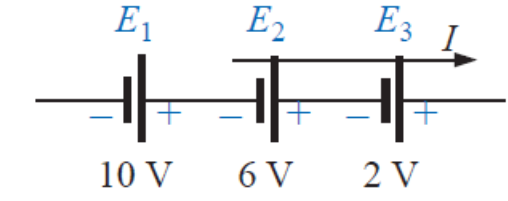 E1 E2 E3 I
− + − + − +
10 V 6 V 2 V